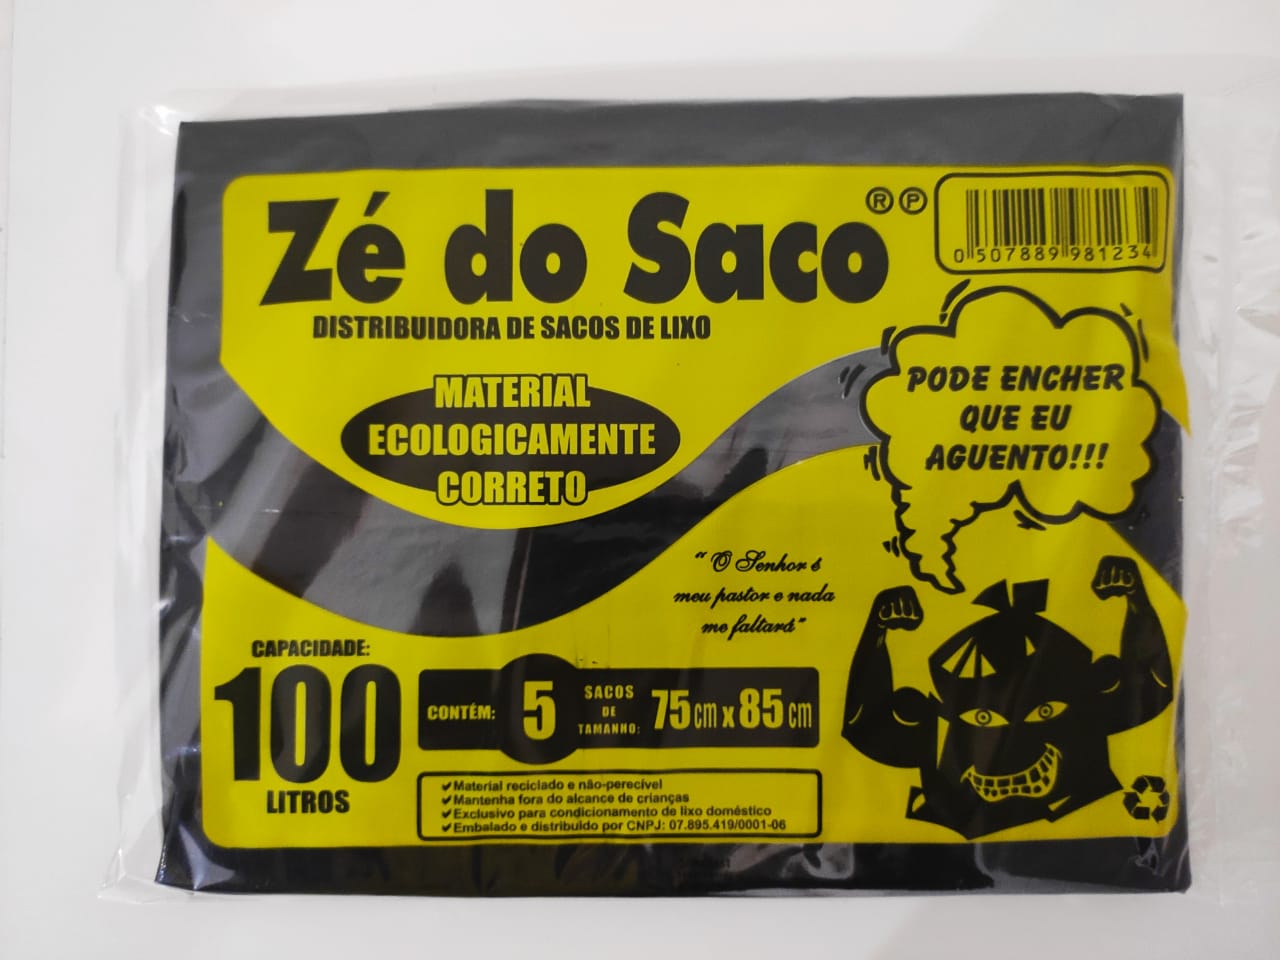 Zé do Saco
® ℗
0 507889 981234
DISTRIBUIDORA DE SACOS DE LIXO
MATERIAL
ECOLOGICAMENTE
CORRETO
PODE ENCHER
QUE EU
AGUENTO!!!
"O Senhor é
meu pastor e nada
me faltará"
CAPACIDADE:
100
LITROS
CONTÉM: 5 SACOS DE TAMANHO: 75cm x 85cm
✓Material reciclado e não-perecível
✓Mantenha fora do alcance de crianças
✓Exclusivo para condicionamento de lixo doméstico
✓Embalado e distribuido por CNPJ: 07.895.419/0001-06